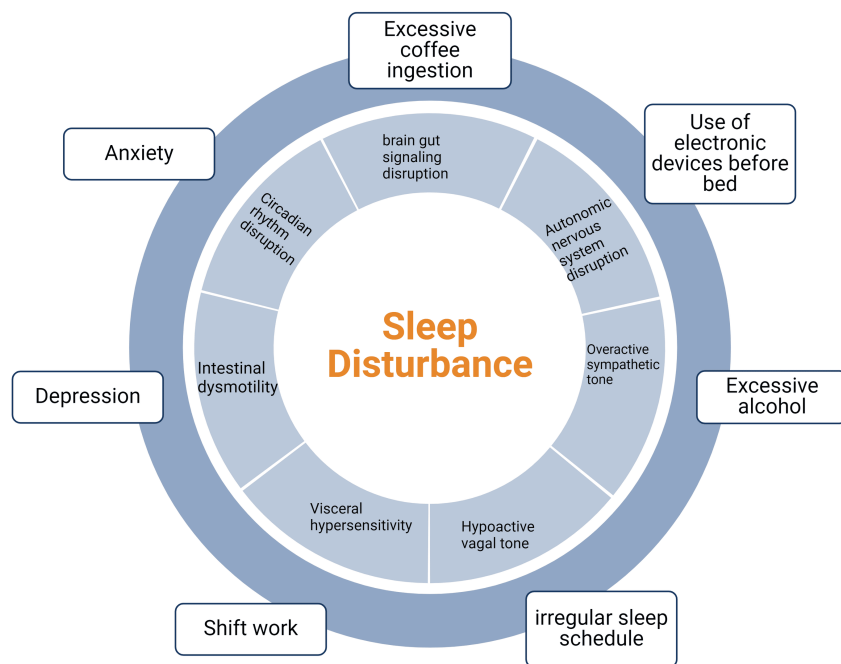 Excessive
coffee
ingestion
Use of
electronic
devices before
bed
Anxiety
brain gut
signaling
disruption
Circadian
rhythm
disruption
Autonomic
nervous
system
disruption
Sleep
Disturbance
Intestinal
dysmotility
Overactive
sympathetic
tone
Depression
Excessive
alcohol
Visceral
hypersensitivity
Hypoactive
vagal tone
Shift work
irregular sleep
schedule